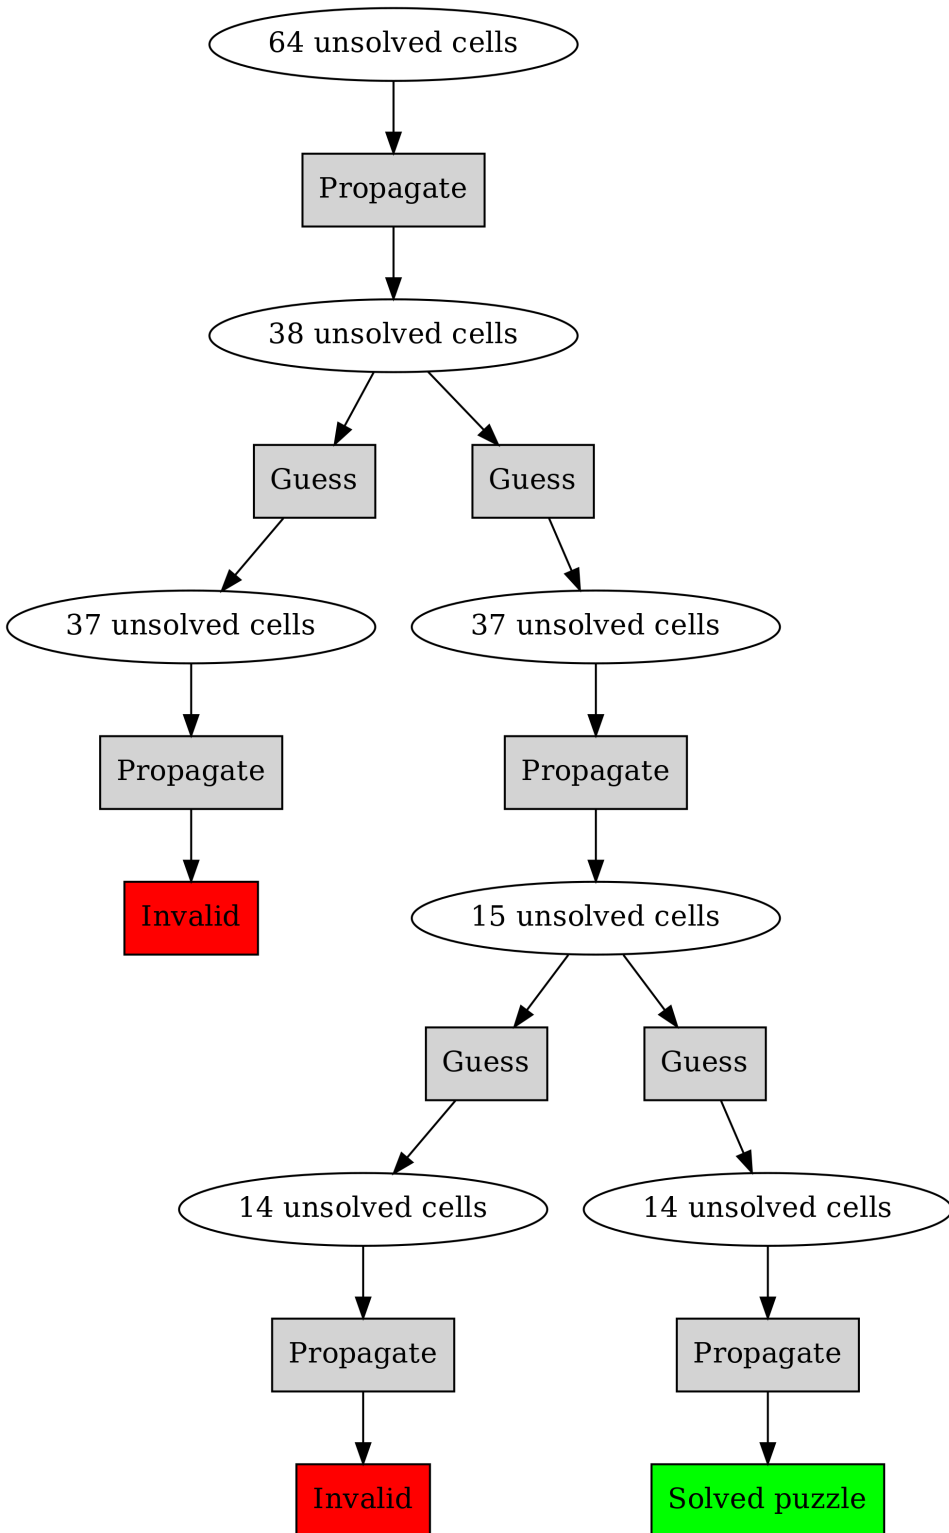 64 unsolved cells
Propagate
38 unsolved cells
Guess
Guess
37 unsolved cells
37 unsolved cells
Propagate
Propagate
Invalid
15 unsolved cells
Guess
Guess
14 unsolved cells
14 unsolved cells
Propagate
Propagate
Invalid
Solved puzzle